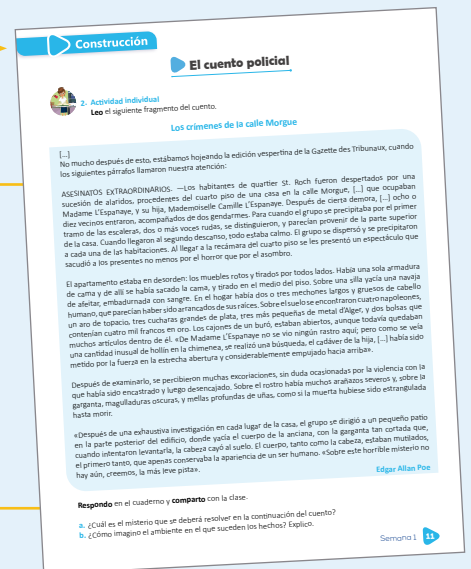 Construcción
El cuento policial
2. Actividad individual
Leo el siguiente fragmento del cuento.
Los crímenes de la calle Morgue
[...]
No mucho después de esto, estábamos hojeando la edición vespertina de la Gazette des Tribunaux, cuando
los siguientes párrafos llamaron nuestra atención:
ASESINATOS EXTRAORDINARIOS. —Los habitantes de quartier St. Roch fueron despertados por una
sucesión de alaridos, procedentes del cuarto piso de una casa en la calle Morgue, [...] que ocupaban
Madame L'Espanaye, y su hija, Mademoiselle Camille L'Espanaye. Después de cierta demora, [...] ocho o
diez vecinos entraron, acompañados de dos gendarmes. Para cuando el grupo se precipitaba por el primer
tramo de las escaleras, dos o más voces rudas, se distinguieron, y parecían provenir de la parte superior
de la casa. Cuando llegaron al segundo descanso, todo estaba calmo. El grupo se dispersó y se precipitaron
a cada una de las habitaciones. Al llegar a la recámara del cuarto piso se les presentó un espectáculo que
sacudió a los presentes no menos por el horror que por el asombro.
El apartamento estaba en desorden: los muebles rotos y tirados por todos lados. Había una sola armadura
de cama y de allí se había sacado la cama, y tirado en el medio del piso. Sobre una silla yacía una navaja
de afeitar, embadurnada con sangre. En el hogar había dos o tres mechones largos y gruesos de cabello
humano, que parecían haber sido arrancados de sus raíces. Sobre el suelo se encontraron cuatro napoleones,
un aro de topacio, tres cucharas grandes de plata, tres más pequeñas de metal d'Alger, y dos bolsas que
contenían cuatro mil francos en oro. Los cajones de un buró, estaban abiertos, aunque todavía quedaban
muchos artículos dentro de él. «De Madame L'Espanaye no se vio ningún rastro aquí; pero como se veía
una cantidad inusual de hollín en la chimenea, se realizó una búsqueda, el cadáver de la hija, [...] había sido
metido por la fuerza en la estrecha abertura y considerablemente empujado hacia arriba».
Después de examinarlo, se percibieron muchas excoriaciones, sin duda ocasionadas por la violencia con la
que había sido encastrado y luego desencajado. Sobre el rostro había muchos arañazos severos y, sobre la
garganta, magulladuras oscuras, y mellas profundas de uñas, como si la muerta hubiese sido estrangulada
hasta morir.
«Después de una exhaustiva investigación en cada lugar de la casa, el grupo se dirigió a un pequeño patio
en la parte posterior del edificio, donde yacía el cuerpo de la anciana, con la garganta tan cortada que,
cuando intentaron levantarla, la cabeza cayó al suelo. El cuerpo, tanto como la cabeza, estaban mutilados,
el primero tanto, que apenas conservaba la apariencia de un ser humano. «Sobre este horrible misterio no
hay aún, creemos, la más leve pista».
Edgar Allan Poe
Respondo en el cuaderno y comparto con la clase.
a. ¿Cuál es el misterio que se deberá resolver en la continuación del cuento?
b. ¿Cómo imagino el ambiente en el que suceden los hechos? Explico.
Semana 1 11